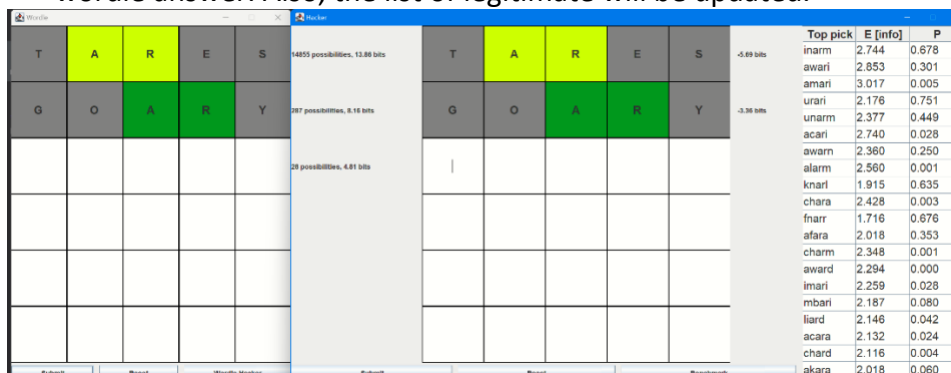 wordle answer. Also, the list of legitimate will be updated.
Wordle
Hacker
T A R E S
14855 possibilities, 13.86 bits
T A R E S
-5.69 bits
G O A R Y
287 possibilities, 8.16 bits
G O A R Y
-3.36 bits
28 possibilities, 4.81 bits
Top pick E [info] P
inarm 2.744 0.678
awari 2.853 0.301
amari 3.017 0.005
urari 2.176 0.751
unarm 2.377 0.449
acari 2.740 0.028
awarn 2.360 0.250
alarm 2.560 0.001
knarl 1.915 0.635
chara 2.428 0.003
fnarr 1.716 0.676
afara 2.018 0.353
charm 2.348 0.001
award 2.294 0.000
imari 2.259 0.028
mbari 2.187 0.080
liard 2.146 0.042
acara 2.132 0.024
chard 2.116 0.004
akara 2.018 0.060
Submit Reset Wordle Hacker
Submit Reset Benchmark